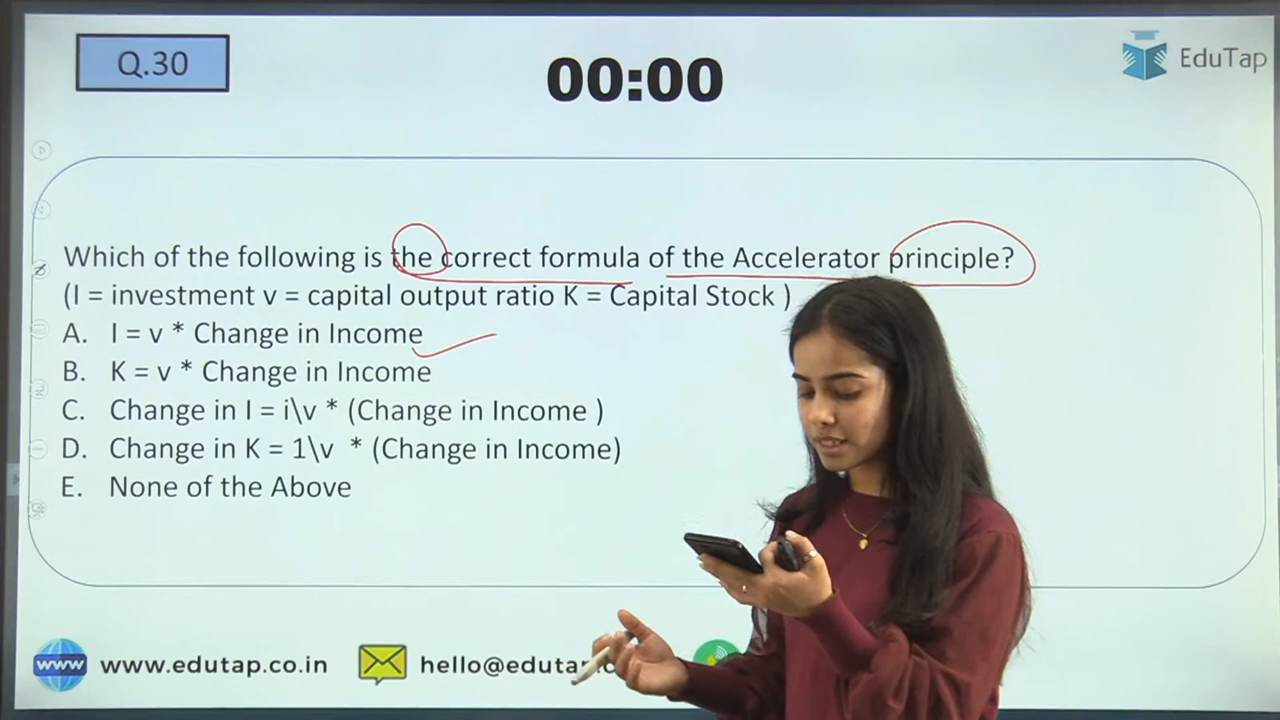 Q.30
00:00
EduTap
Which of the following is the correct formula of the Accelerator principle?
(I = investment v = capital output ratio K = Capital Stock )
A. I = v * Change in Income
B. K = v * Change in Income
C. Change in I = i\v * (Change in Income )
D. Change in K = 1\v * (Change in Income)
E. None of the Above
www www.edutap.co.in hello@eduta